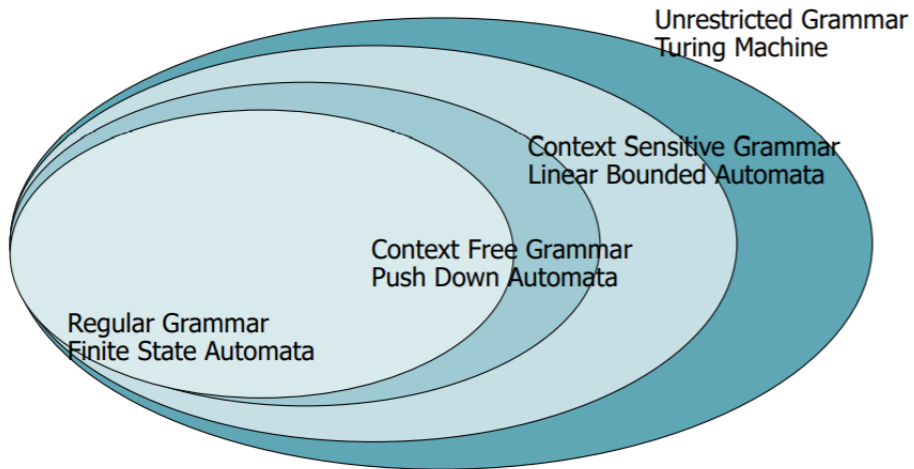 Unrestricted Grammar
Turing Machine
Context Sensitive Grammar
Linear Bounded Automata
Context Free Grammar
Push Down Automata
Regular Grammar
Finite State Automata